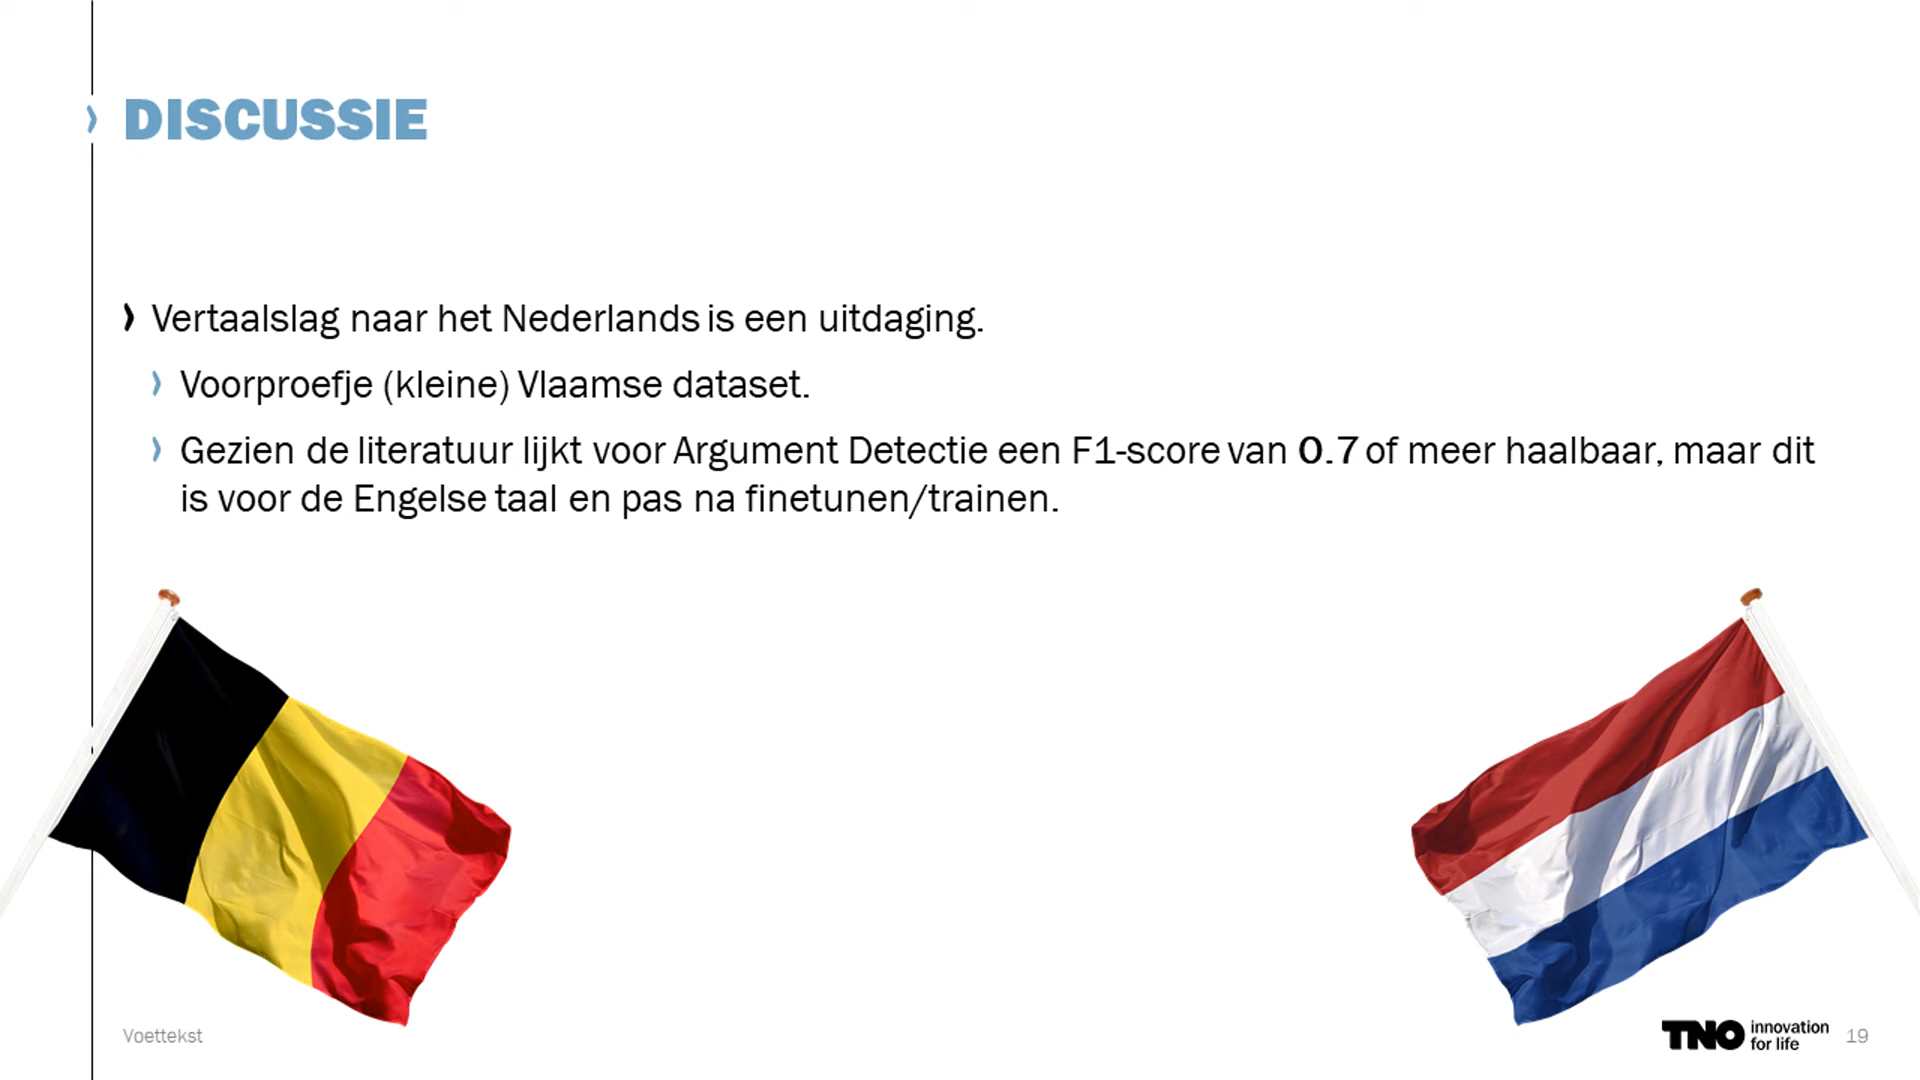 DISCUSSIE
Vertaalslag naar het Nederlands is een uitdaging.
Voorproefje (kleine) Vlaamse dataset.
Gezien de literatuur lijkt voor Argument Detectie een F1-score van 0.7 of meer haalbaar, maar dit
is voor de Engelse taal en pas na finetunen/trainen.
Voettekst
TNO innovation
for life
19